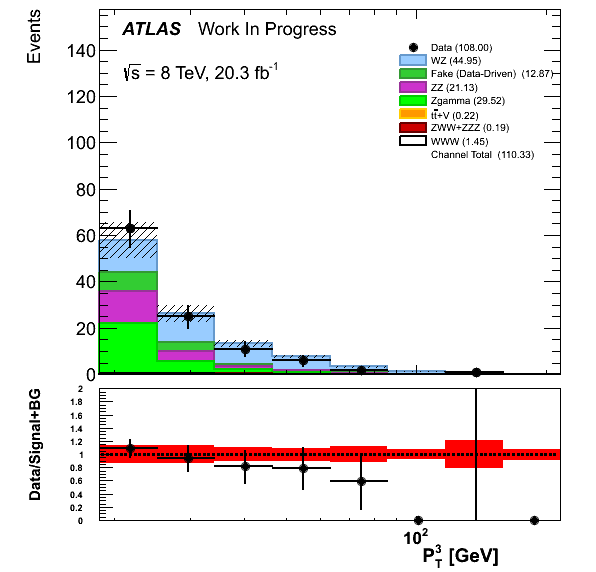 Events
ATLAS Work In Progress
√s = 8 TeV, 20.3 fb⁻¹
Data (108.00)
WZ (44.95)
Fake (Data-Driven) (12.87)
ZZ (21.13)
Zgamma (29.52)
tt̄+V (0.22)
ZWW+ZZZ (0.19)
WWW (1.45)
Channel Total (110.33)
140
120
100
80
60
40
20
0
Data/Signal+BG
2
1.8
1.6
1.4
1.2
1
0.8
0.6
0.4
0.2
0
10²
P³_T [GeV]